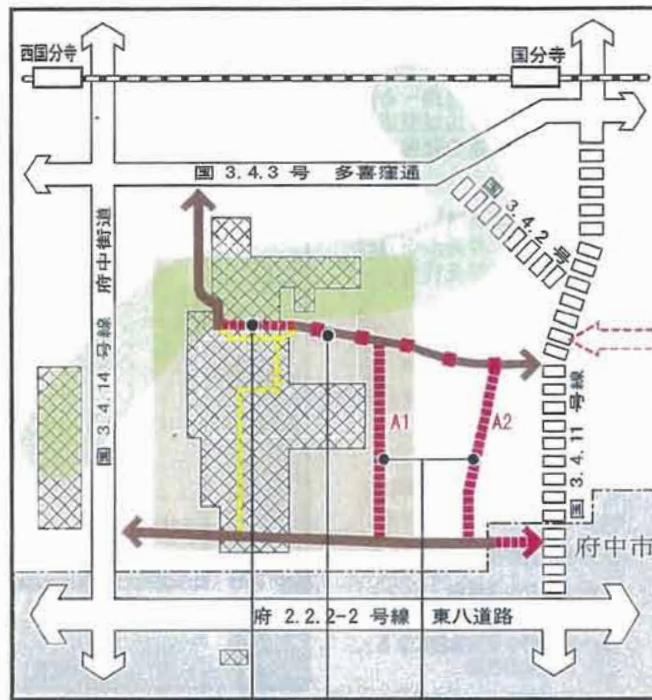 西国分寺
国分寺
国 3.4.3 号 多喜窪通
国 3.4.2 号
国 3.4.14 号線 府中街道
A1
A2
国 3.4.11 号線
府中市
府 2.2.2-2 号線 東八道路